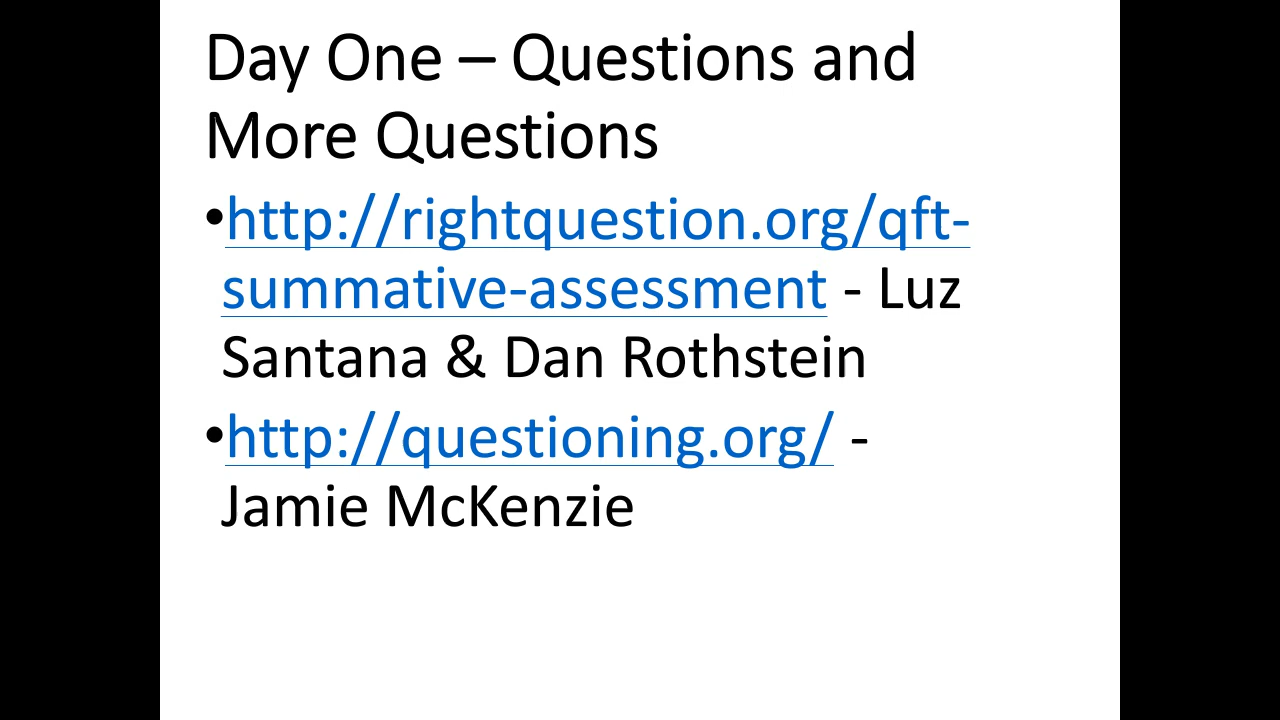 Day One – Questions and
More Questions
•http://rightquestion.org/qft-
summative-assessment - Luz
Santana & Dan Rothstein
•http://questioning.org/ -
Jamie McKenzie